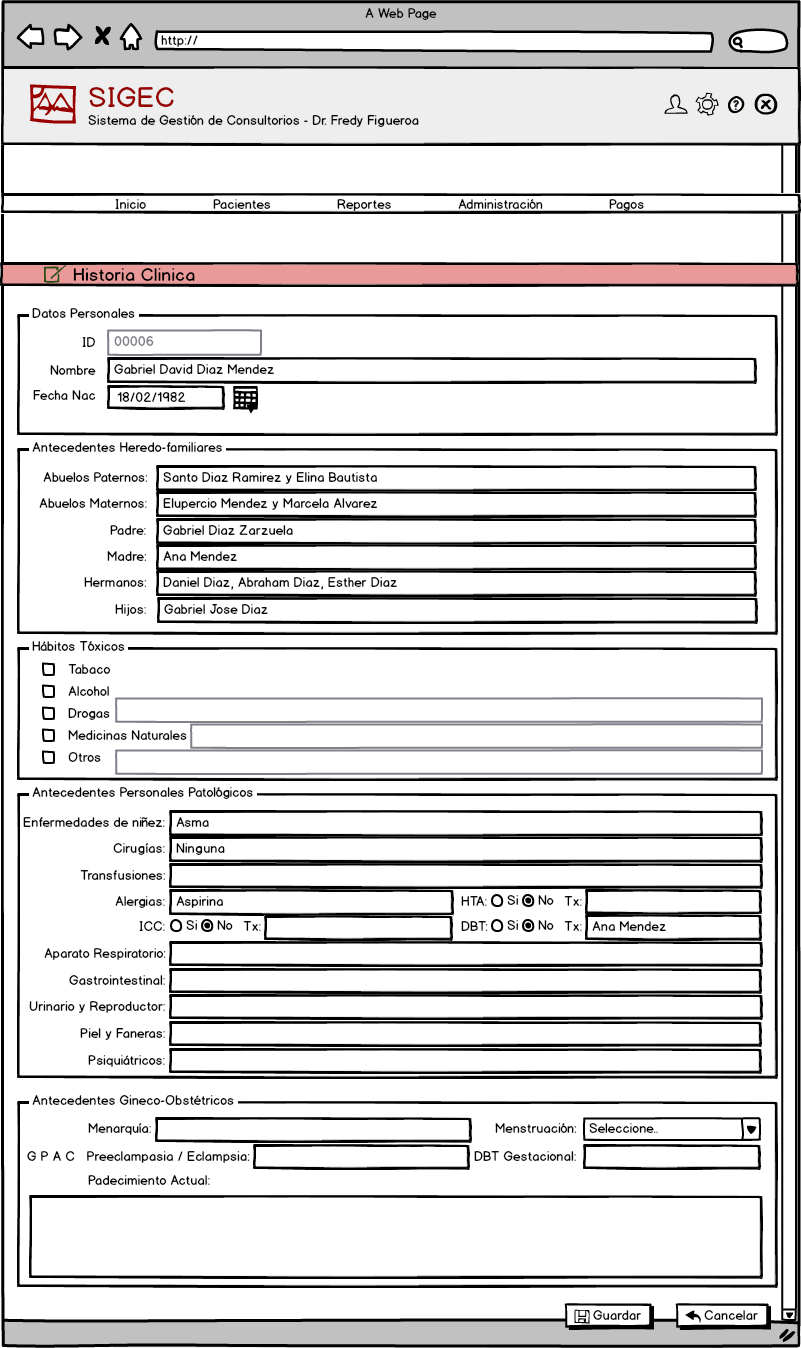 A Web Page
http://
SIGEC
Sistema de Gestión de Consultorios - Dr. Fredy Figueroa
Inicio Pacientes Reportes Administración Pagos
Historia Clinica
Datos Personales
ID 00006
Nombre Gabriel David Diaz Mendez
Fecha Nac 18/02/1982
Antecedentes Heredo-familiares
Abuelos Paternos: Santo Diaz Ramirez y Elina Bautista
Abuelos Maternos: Elupercio Mendez y Marcela Alvarez
Padre: Gabriel Diaz Zarzuela
Madre: Ana Mendez
Hermanos: Daniel Diaz, Abraham Diaz, Esther Diaz
Hijos: Gabriel Jose Diaz
Hábitos Tóxicos
Tabaco
Alcohol
Drogas
Medicinas Naturales
Otros
Antecedentes Personales Patológicos
Enfermedades de niñez: Asma
Cirugías: Ninguna
Transfusiones:
Alergias: Aspirina HTA: Si No Tx:
ICC: Si No Tx: DBT: Si No Tx: Ana Mendez
Aparato Respiratorio:
Gastrointestinal:
Urinario y Reproductor:
Piel y Faneras:
Psiquiátricos:
Antecedentes Gineco-Obstétricos
Menarquía: Menstruación: Seleccione..
G P A C Preeclampasia / Eclampsia: DBT Gestacional:
Padecimiento Actual:
Guardar Cancelar